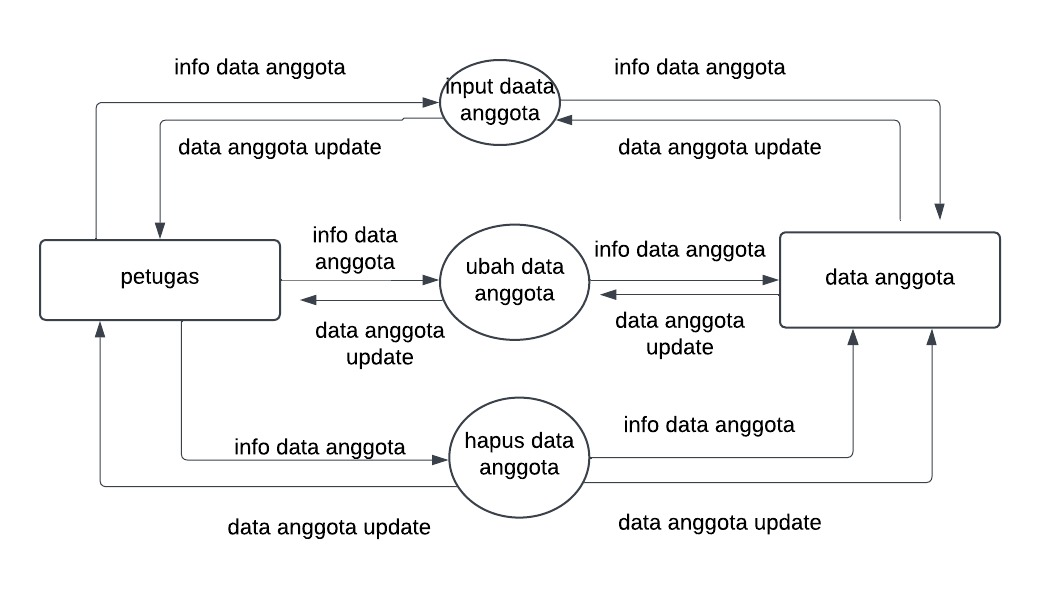 info data anggota
info data anggota
input daata
anggota
data anggota update
data anggota update
info data
anggota
info data anggota
petugas
ubah data
anggota
data anggota
data anggota
update
data anggota
update
info data anggota
hapus data
anggota
info data anggota
data anggota update
data anggota update